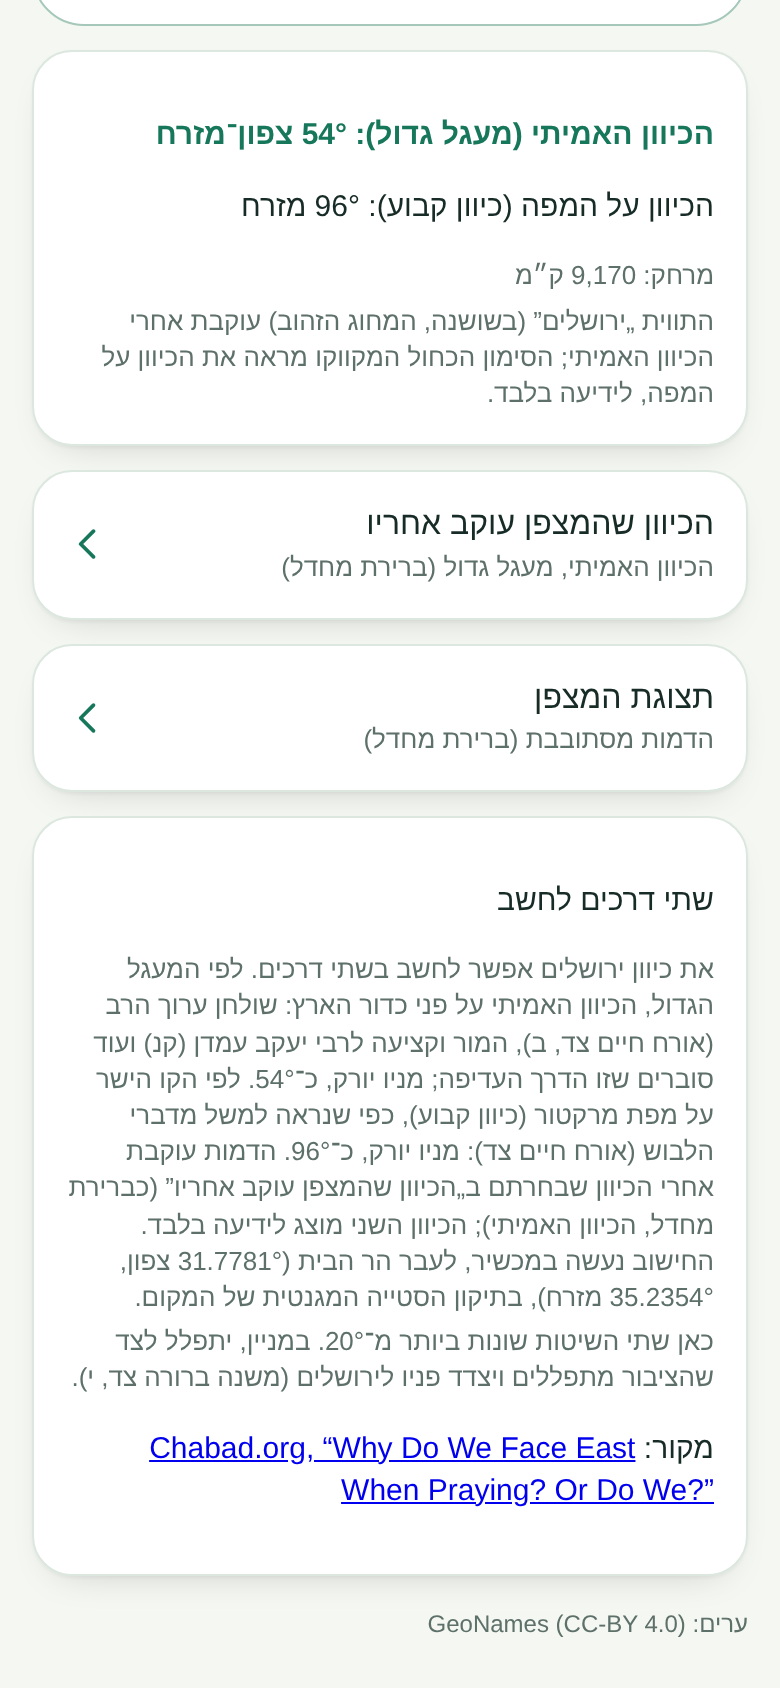 הכיוון האמיתי (מעגל גדול): 54° צפון־מזרח
הכיוון על המפה (כיוון קבוע): 96° מזרח
מרחק: 9,170 ק״מ
התווית „ירושלים” (בשושנה, המחוג הזהוב) עוקבת אחרי
הכיוון האמיתי; הסימון הכחול המקווקו מראה את הכיוון על
המפה, לידיעה בלבד.
הכיוון שהמצפן עוקב אחריו
הכיוון האמיתי, מעגל גדול (ברירת מחדל)
תצוגת המצפן
הדמות מסתובבת (ברירת מחדל)
שתי דרכים לחשב
את כיוון ירושלים אפשר לחשב בשתי דרכים. לפי המעגל
הגדול, הכיוון האמיתי על פני כדור הארץ: שולחן ערוך הרב
(אורח חיים צד, ב), המור וקציעה לרבי יעקב עמדן (קנ) ועוד
סוברים שזו הדרך העדיפה; מניו יורק, כ־54°. לפי הקו הישר
על מפת מרקטור (כיוון קבוע), כפי שנראה למשל מדברי
הלבוש (אורח חיים צד): מניו יורק, כ־96°. הדמות עוקבת
אחרי הכיוון שבחרתם ב„הכיוון שהמצפן עוקב אחריו” (כברירת
מחדל, הכיוון האמיתי); הכיוון השני מוצג לידיעה בלבד.
החישוב נעשה במכשיר, לעבר הר הבית (31.7781° צפון,
35.2354° מזרח), בתיקון הסטייה המגנטית של המקום.
כאן שתי השיטות שונות ביותר מ־20°. במניין, יתפלל לצד
שהציבור מתפללים ויצדד פניו לירושלים (משנה ברורה צד, י).
מקור: Chabad.org, “Why Do We Face East
When Praying? Or Do We?”
ערים: GeoNames (CC-BY 4.0)